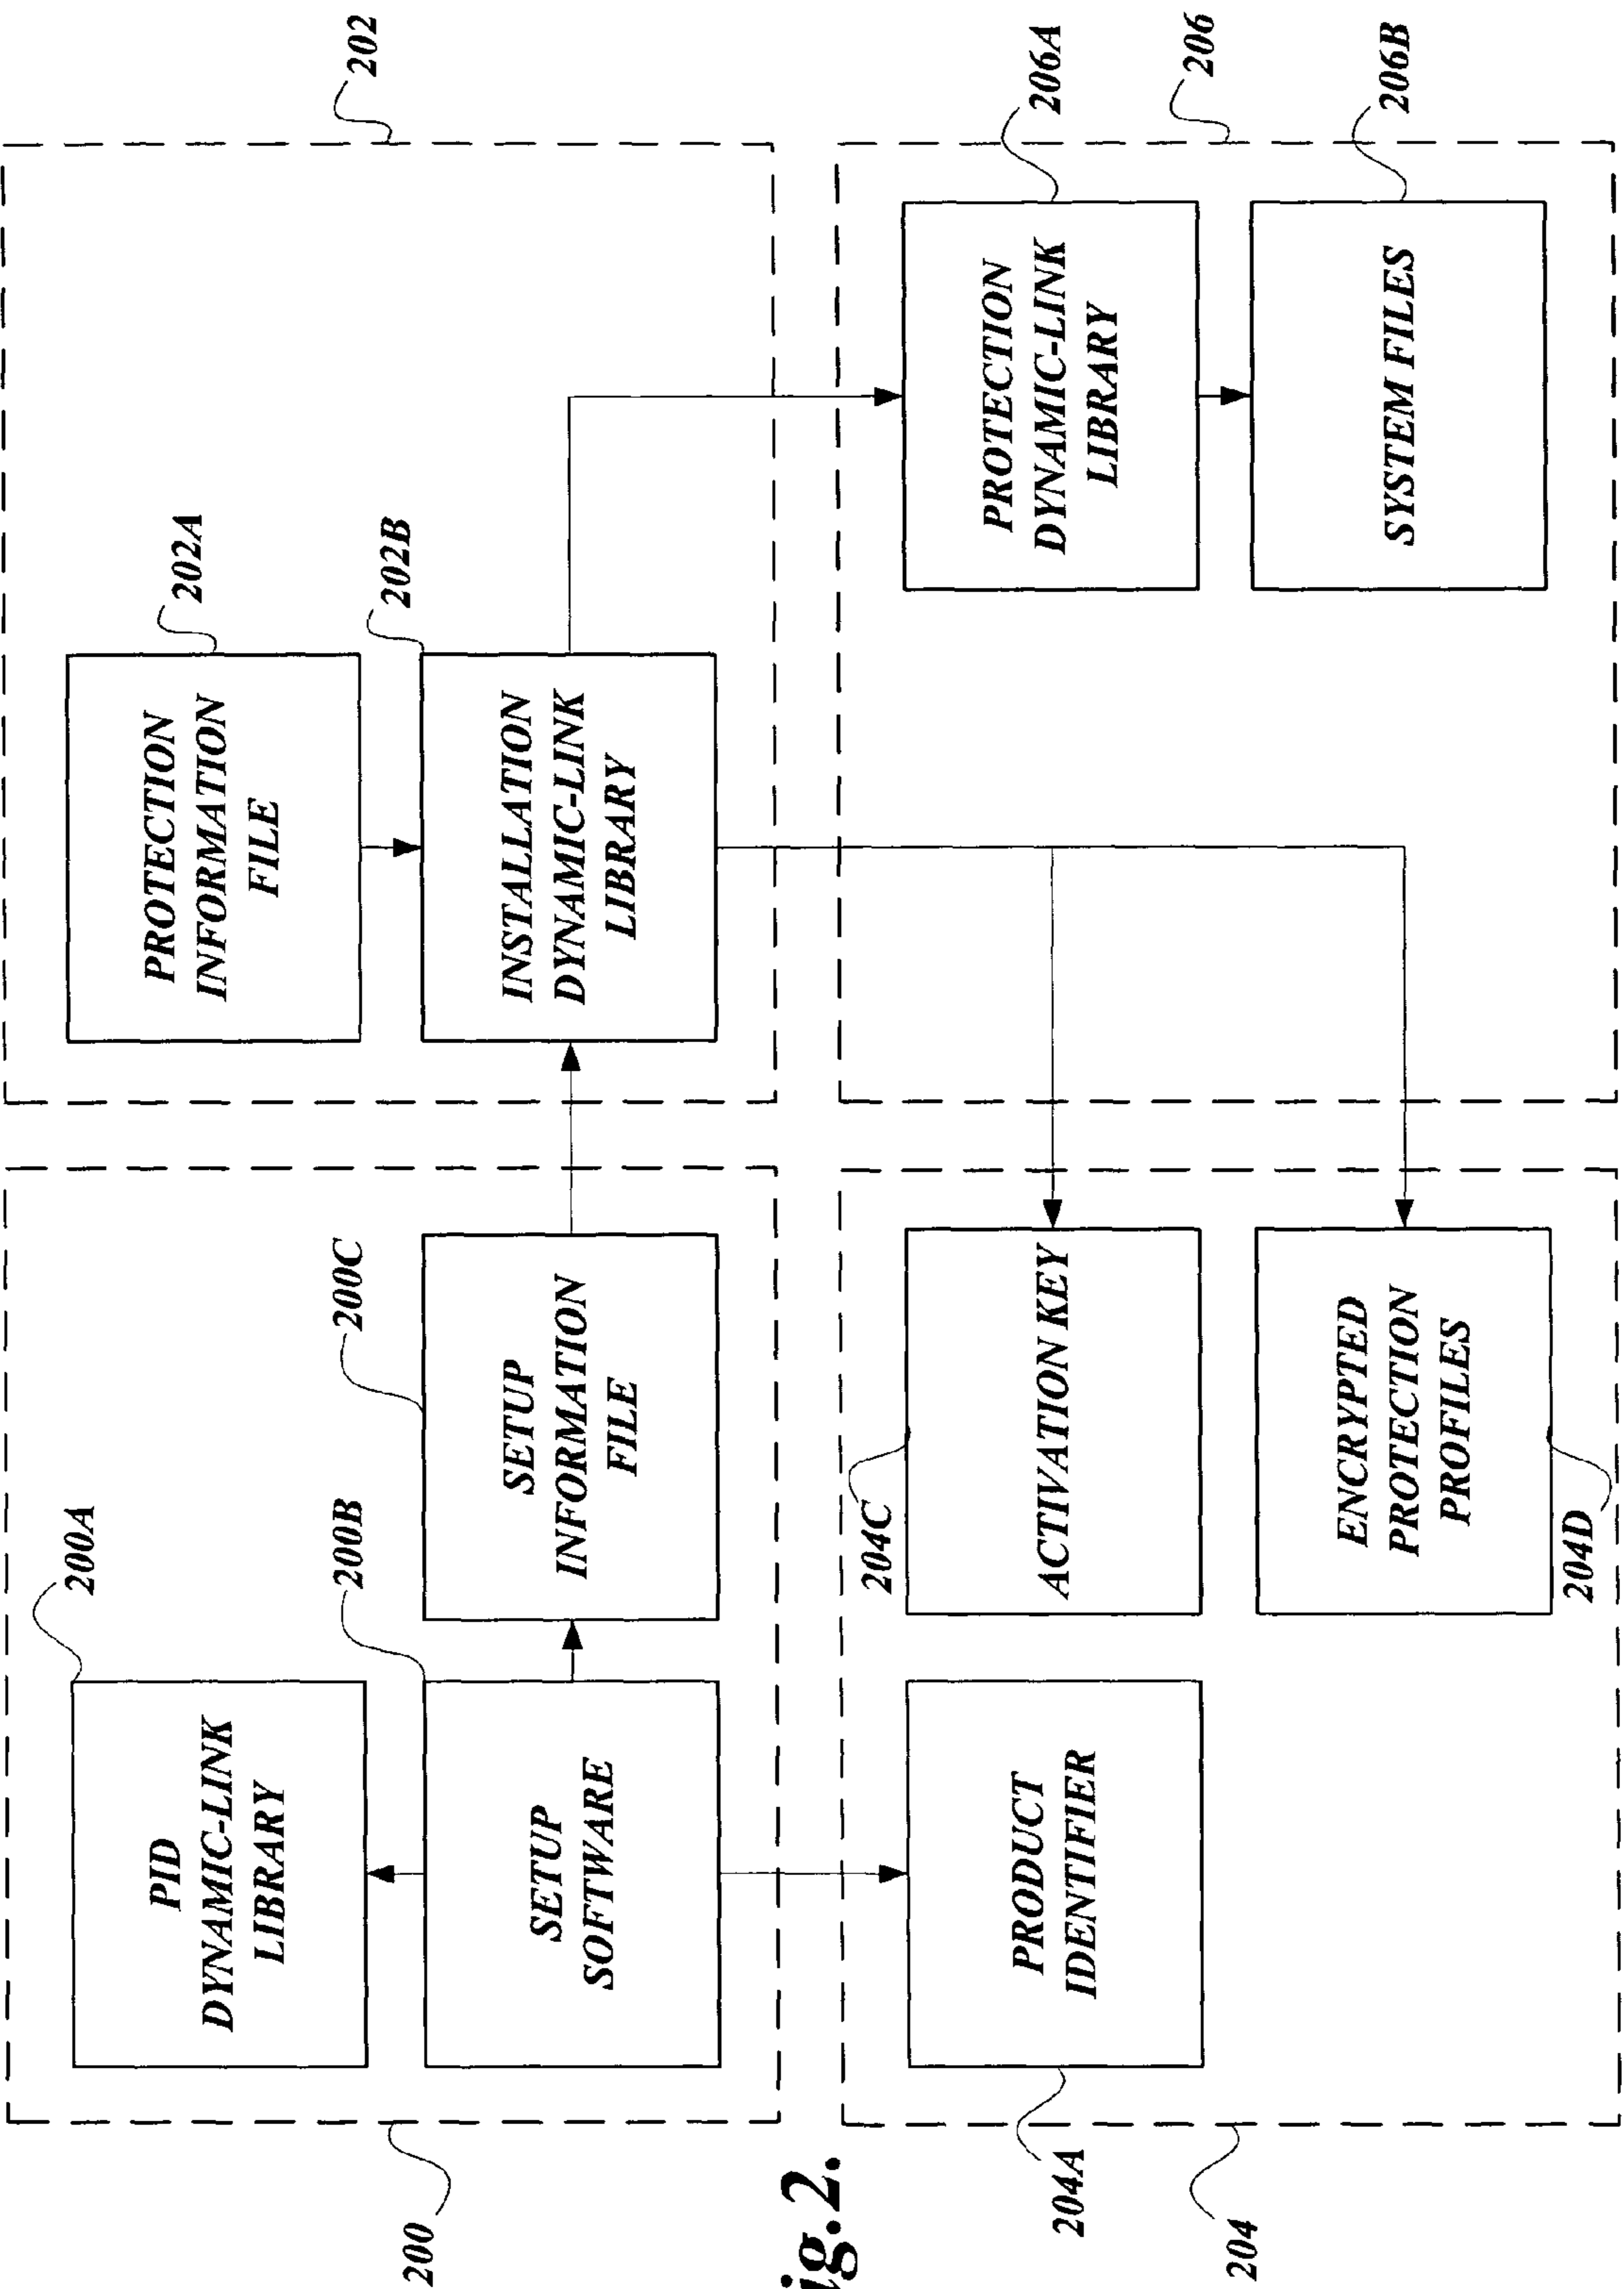 200A
PID
DYNAMIC-LINK
LIBRARY
200B
200C
200
SETUP
SOFTWARE
SETUP
INFORMATION
FILE
202
202A
PROTECTION
INFORMATION
FILE
202B
INSTALLATION
DYNAMIC-LINK
LIBRARY
ig.2.
204A
204
PRODUCT
IDENTIFIER
204C
ACTIVATION KEY
ENCRYPTED
PROTECTION
PROFILES
204D
206A
206
PROTECTION
DYNAMIC-LINK
LIBRARY
206B
SYSTEM FILES